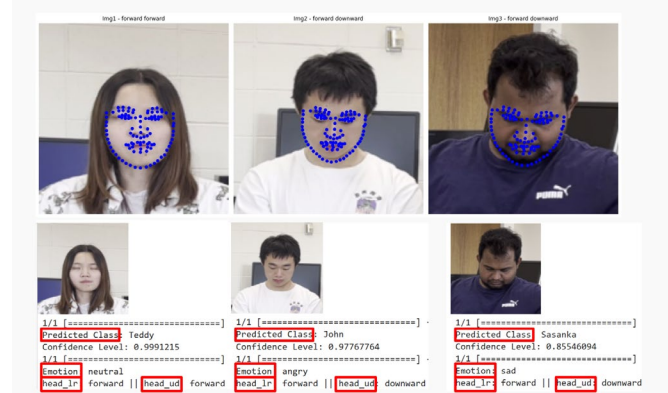 Img1 - forward forward
Img2 - forward downward
Img3 - forward downward
PUMA
1/1 [==============================]
Predicted Class: Teddy
Confidence Level: 0.9991215
1/1 [==============================]
Emotion neutral
head_lr forward || head_ud forward
1/1 [==============================] -
Predicted Class: John
Confidence Level: 0.97767764
1/1 [==============================] -
Emotion angry
head_lr forward || head_ud: downward
1/1 [==============================]
Predicted Class Sasanka
Confidence Level: 0.85546094
1/1 [==============================]
Emotion: sad
head_lr: forward || head_ud: downward